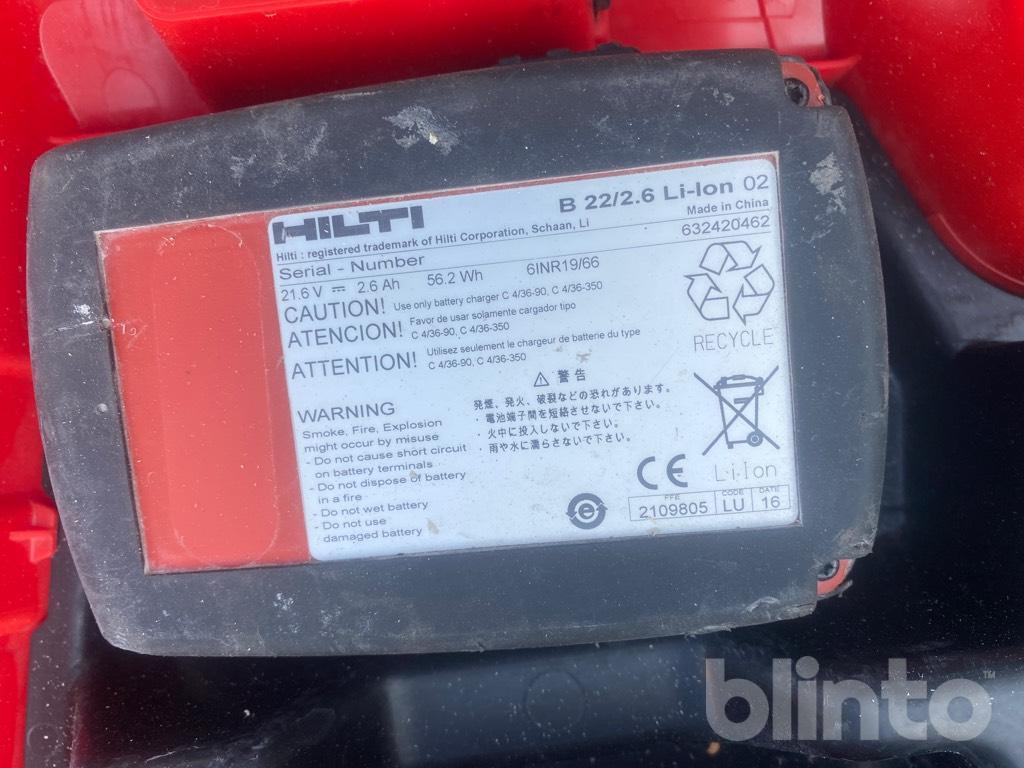 HILTI
B 22/2.6 Li-Ion 02
Hilti : registered trademark of Hilti Corporation, Schaan, Li
Made in China
Serial - Number
632420462
21.6 V ⎓ 2.6 Ah 56.2 Wh 6INR19/66
CAUTION! Use only battery charger C 4/36-90, C 4/36-350
ATENCION! Favor de usar solamente cargador tipo
C 4/36-90, C 4/36-350
ATTENTION! Utilisez seulement le chargeur de batterie du type
C 4/36-90, C 4/36-350
RECYCLE
WARNING
Smoke, Fire, Explosion
might occur by misuse
- Do not cause short circuit
on battery terminals
- Do not dispose of battery
in a fire
- Do not wet battery
- Do not use
damaged battery
⚠ 警告
発煙、発火、破裂などの恐れがあります。
・電池端子間を短絡させないで下さい。
・火中に投入しないで下さい。
・雨や水に濡らさないで下さい。
CE
Li-Ion
e
FFE CODE DATE
2109805 LU 16
blinto™